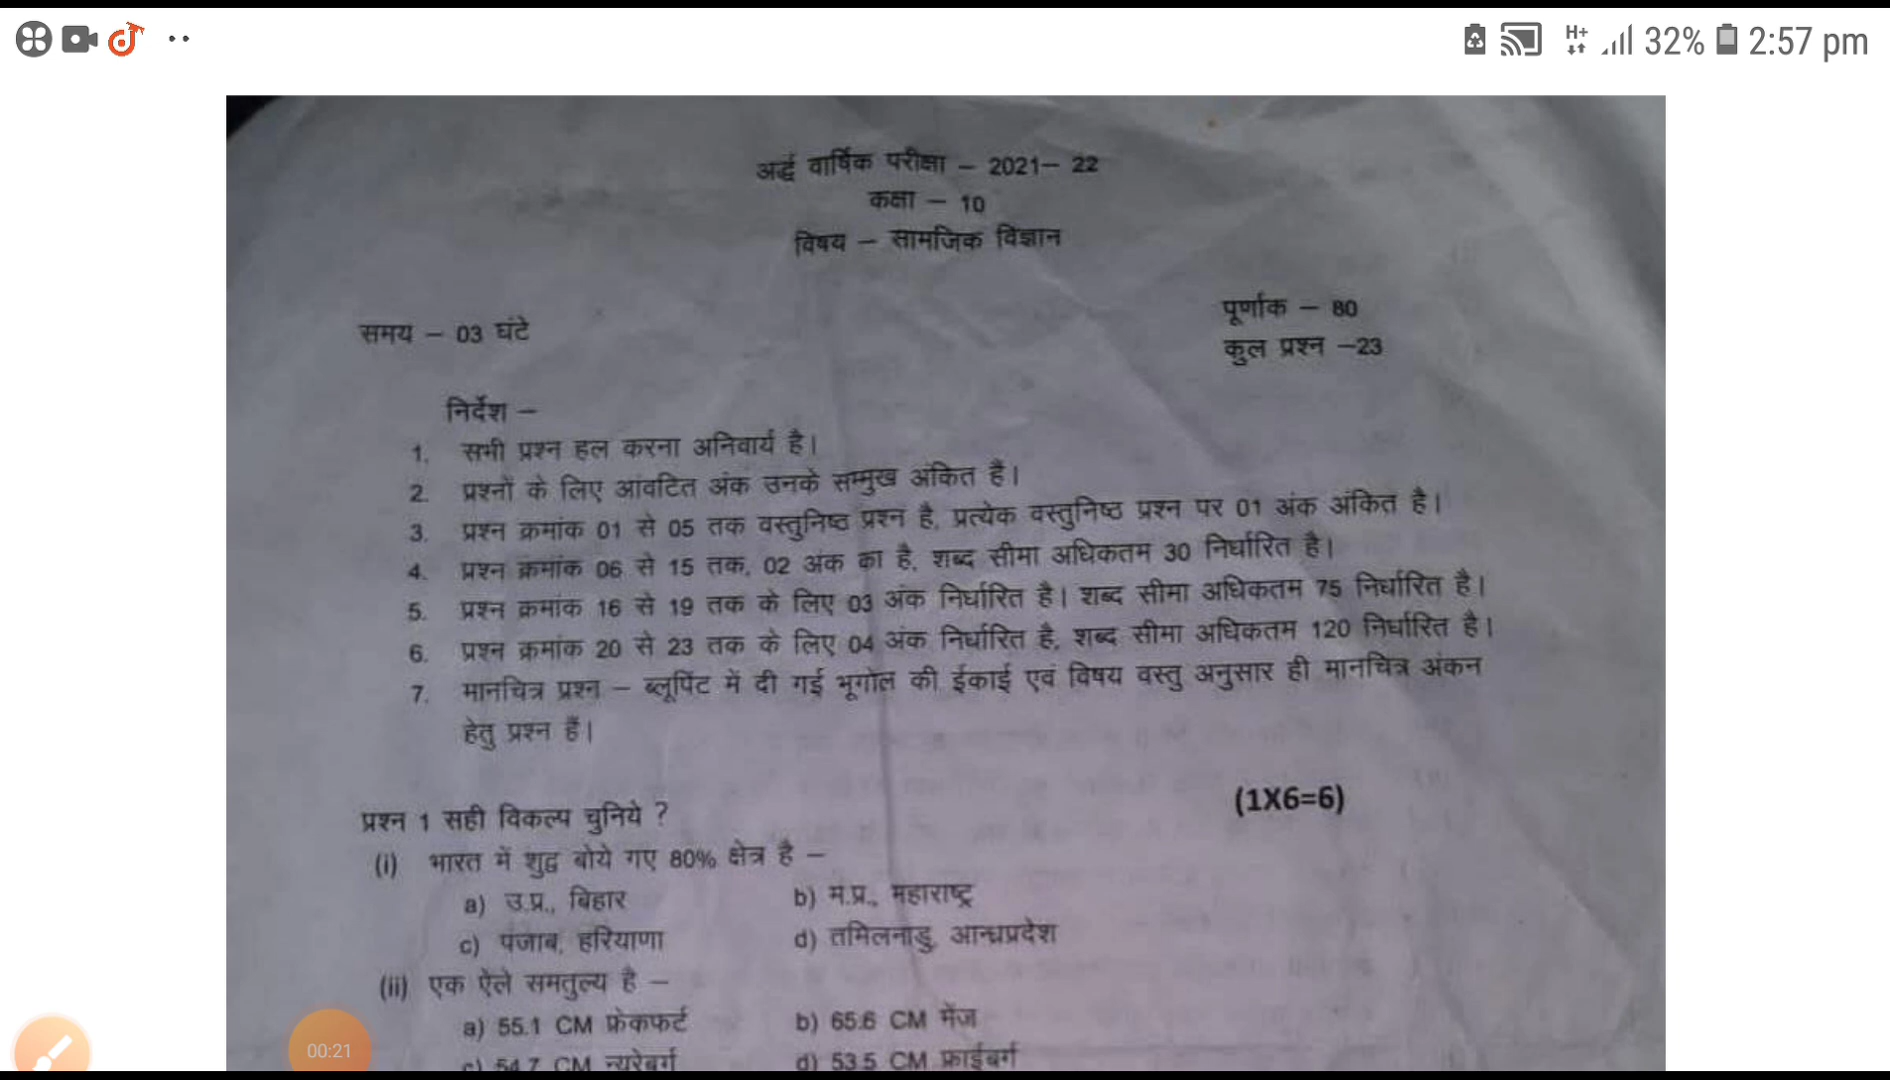 H+ 32% 2:57 pm
अर्द्ध वार्षिक परीक्षा – 2021– 22
कक्षा – 10
विषय – सामजिक विज्ञान
समय – 03 घंटे
पूर्णाक – 80
कुल प्रश्न –23
निर्देश –
1. सभी प्रश्न हल करना अनिवार्य है।
2. प्रश्नों के लिए आंवटित अंक उनके सम्मुख अंकित है।
3. प्रश्न क्रमांक 01 से 05 तक वस्तुनिष्ठ प्रश्न है, प्रत्येक वस्तुनिष्ठ प्रश्न पर 01 अंक अंकित है।
4. प्रश्न क्रमांक 06 से 15 तक, 02 अंक का है, शब्द सीमा अधिकतम 30 निर्धारित है।
5. प्रश्न क्रमांक 16 से 19 तक के लिए 03 अंक निर्धारित है। शब्द सीमा अधिकतम 75 निर्धारित है।
6. प्रश्न क्रमांक 20 से 23 तक के लिए 04 अंक निर्धारित है, शब्द सीमा अधिकतम 120 निर्धारित है।
7. मानचित्र प्रश्न – ब्लूप्रिंट में दी गई भूगोल की ईकाई एवं विषय वस्तु अनुसार ही मानचित्र अंकन
हेतु प्रश्न हैं।
प्रश्न 1 सही विकल्प चुनिये ? (1X6=6)
(i) भारत में शुद्व बोये गए 80% क्षेत्र है –
a) उ.प्र., बिहार b) म.प्र., महाराष्ट्र
c) पंजाब, हरियाणा d) तमिलनाडु, आन्ध्रप्रदेश
(ii) एक ऐले समतुल्य है –
a) 55.1 CM फ्रेकफर्ट b) 65.6 CM मेंज
c) 54.7 CM न्यूरेबर्ग d) 53.5 CM फ्राईबर्ग
00:21